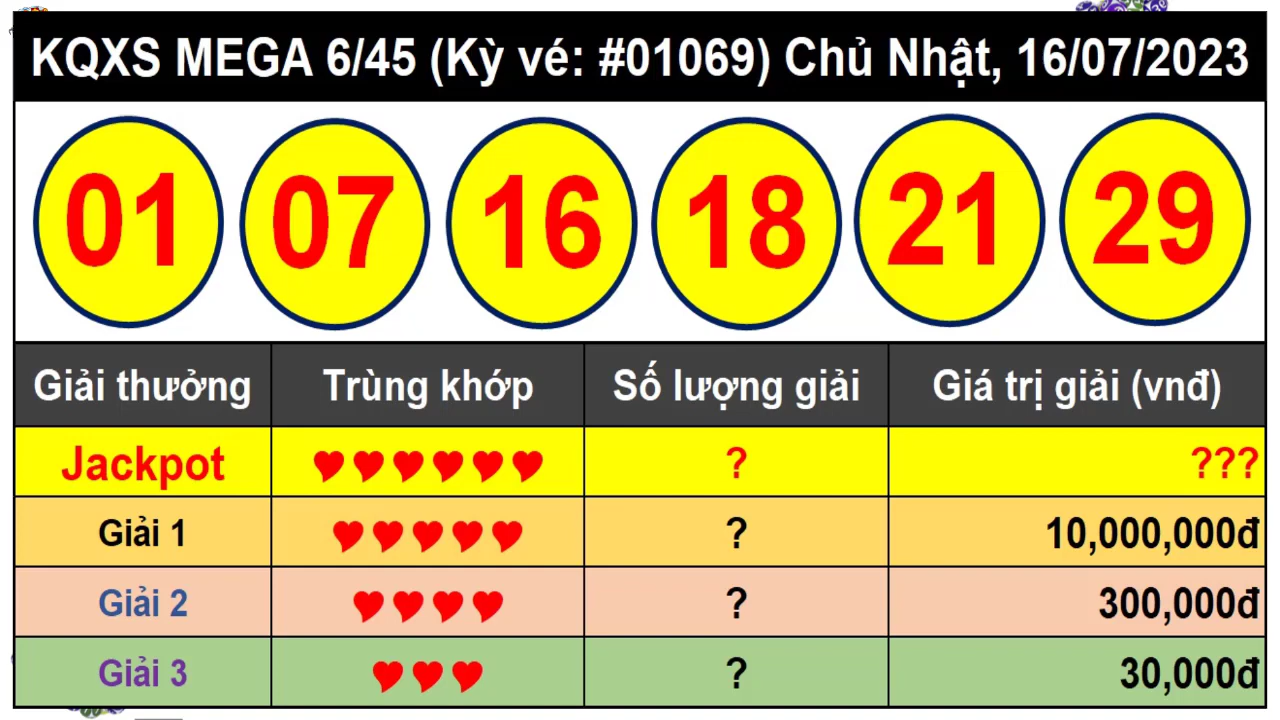 KQXS MEGA 6/45 (Kỳ vé: #01069) Chủ Nhật, 16/07/2023
01 07 16 18 21 29
Giải thưởng Trùng khớp Số lượng giải Giá trị giải (vnđ)
Jackpot ? ???
Giải 1 ? 10,000,000đ
Giải 2 ? 300,000đ
Giải 3 ? 30,000đ